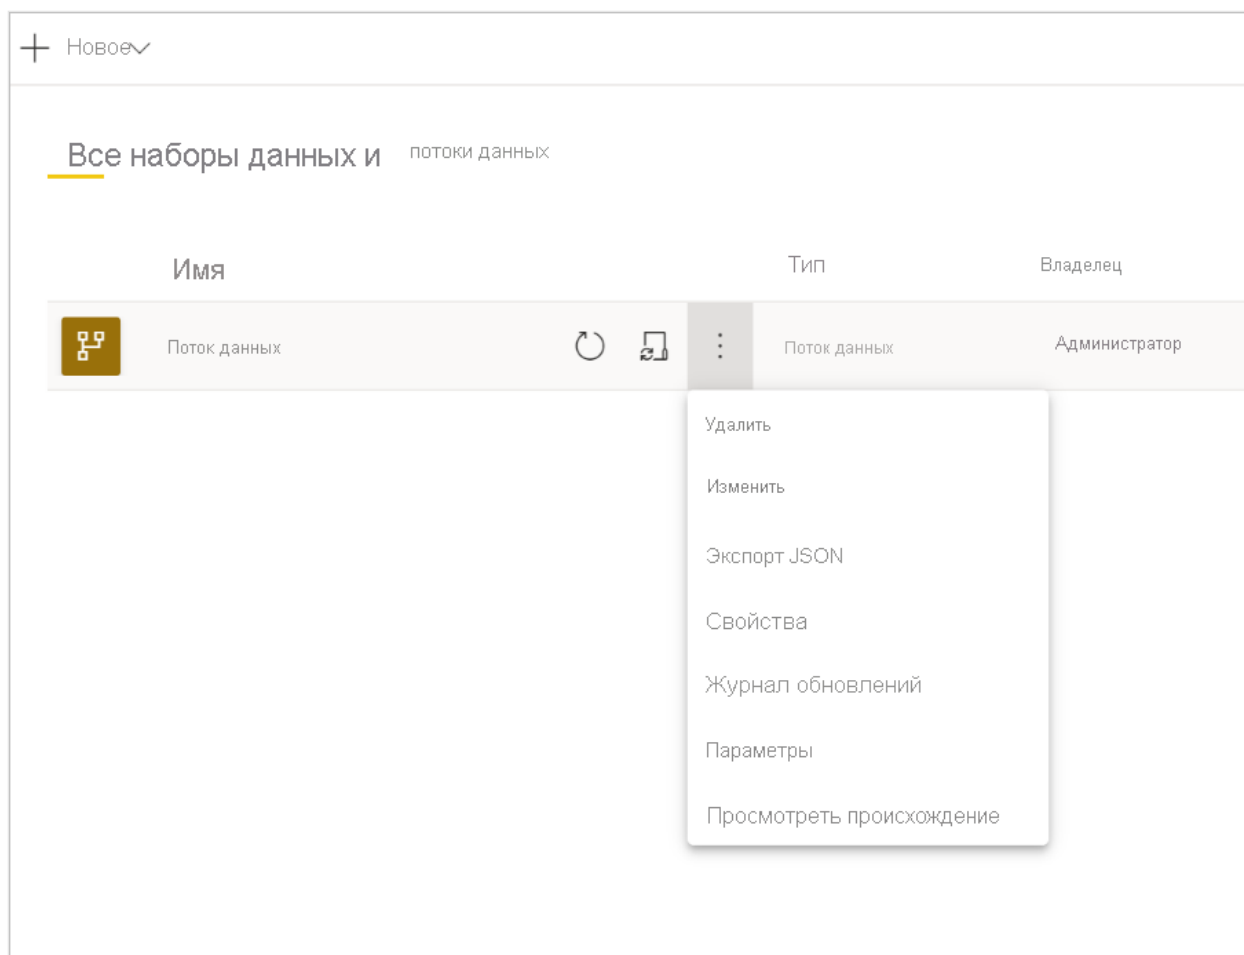 Новое
Все наборы данных и потоки данных
Имя Тип Владелец
Поток данных Поток данных Администратор
Удалить
Изменить
Экспорт JSON
Свойства
Журнал обновлений
Параметры
Просмотреть происхождение